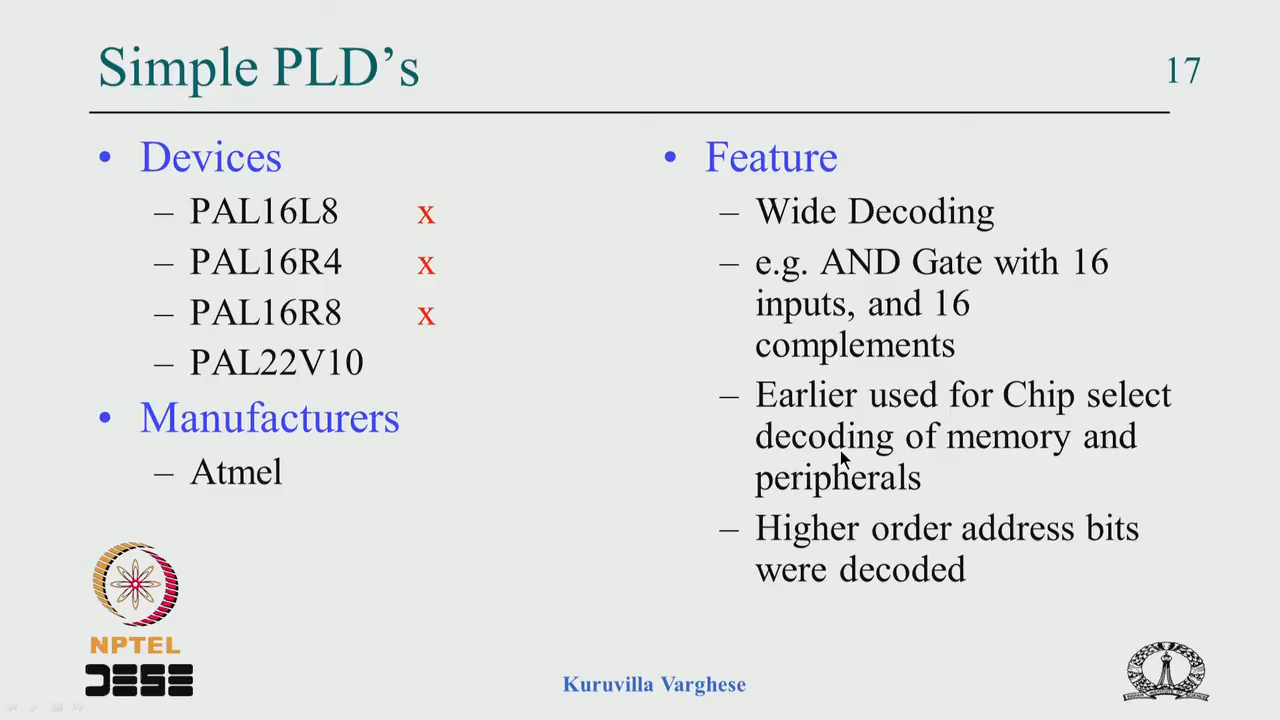 Simple PLD's
17
• Devices
– PAL16L8 x
– PAL16R4 x
– PAL16R8 x
– PAL22V10
• Manufacturers
– Atmel
• Feature
– Wide Decoding
– e.g. AND Gate with 16
inputs, and 16
complements
– Earlier used for Chip select
decoding of memory and
peripherals
– Higher order address bits
were decoded
NPTEL
DESE
Kuruvilla Varghese